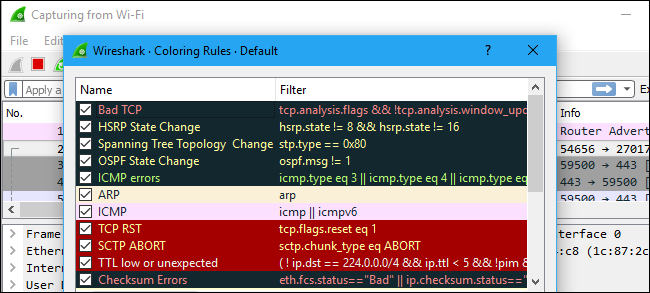 Capturing from Wi-Fi
File
Wireshark · Coloring Rules · Default
?
Apply a
No.
Info
1
Router Advert
2
54656 → 27017
3
59500 → 443 [
4
59500 → 443 [
443 → 59500 [
Name Filter
Bad TCP tcp.analysis.flags && !tcp.analysis.window_upd
HSRP State Change hsrp.state != 8 && hsrp.state != 16
Spanning Tree Topology Change stp.type == 0x80
OSPF State Change ospf.msg != 1
ICMP errors icmp.type eq 3 || icmp.type eq 4 || icmp.type eq
ARP arp
ICMP icmp || icmpv6
TCP RST tcp.flags.reset eq 1
SCTP ABORT sctp.chunk_type eq ABORT
TTL low or unexpected ( ! ip.dst == 224.0.0.0/4 && ip.ttl < 5 && !pim &
Checksum Errors eth.fcs.status=="Bad" || ip.checksum.status=="
Frame
Ether
Inter
User
terface 0
:c8 (1c:87:2c